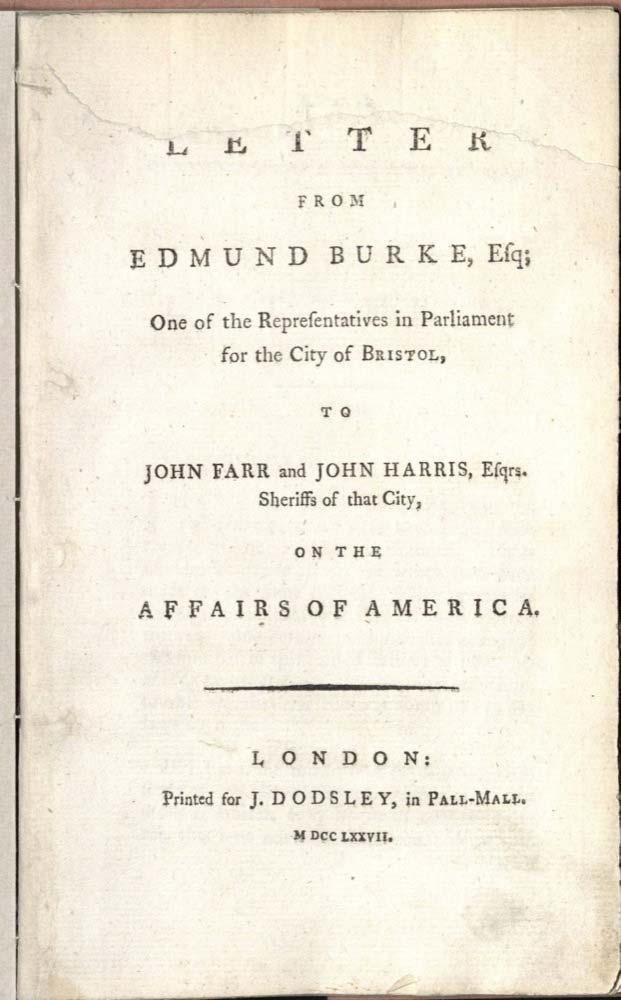 LETTER
FROM
EDMUND BURKE, Eſq;
One of the Repreſentatives in Parliament
for the City of BRISTOL,
TO
JOHN FARR and JOHN HARRIS, Eſqrs.
Sheriffs of that City,
ON THE
AFFAIRS OF AMERICA.
LONDON:
Printed for J. DODSLEY, in PALL-MALL.
M DCC LXXVII.